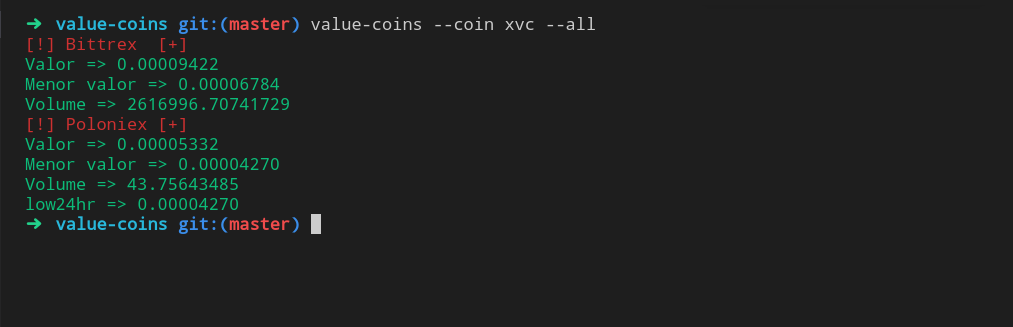 ➜ value-coins git:(master) value-coins --coin xvc --all
[!] Bittrex  [+]
Valor => 0.00009422
Menor valor => 0.00006784
Volume => 2616996.70741729
[!] Poloniex [+]
Valor => 0.00005332
Menor valor => 0.00004270
Volume => 43.75643485
low24hr => 0.00004270
➜ value-coins git:(master)